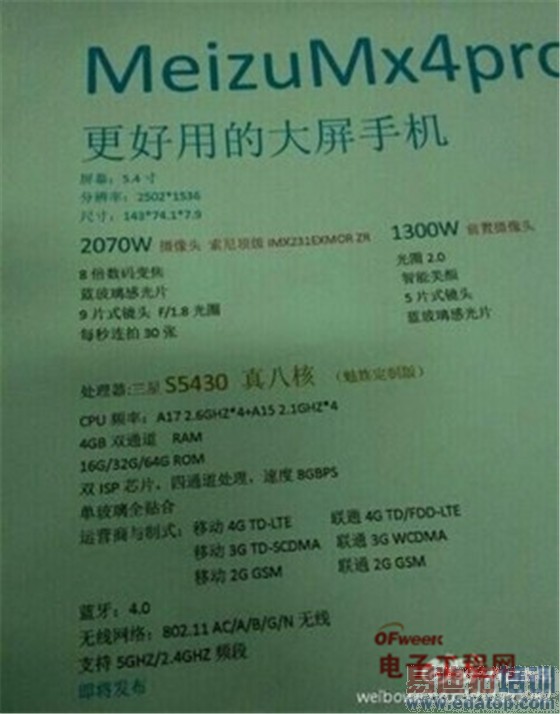 MeizuMx4pro
更好用的大屏手机
屏幕：5.4 寸
分辨率：2502*1536
尺寸：143*74.1*7.9
2070W 摄像头 索尼顶级 IMX231EXMOR ZR
8 倍数码变焦
蓝玻璃感光片
9 片式镜头 F/1.8 光圈
每秒连拍 30 张
1300W 前置摄像头
光圈 2.0
智能美颜
5 片式镜头
蓝玻璃感光片
处理器:三星 S5430 真八核 （魅族定制版）
CPU 频率：A17 2.6GHZ*4+A15 2.1GHZ*4
4GB 双通道 RAM
16G/32G/64G ROM
双 ISP 芯片，四通道处理，速度 8GBPS
单玻璃全贴合
运营商与制式：移动 4G TD-LTE 联通 4G TD/FDD-LTE
移动 3G TD-SCDMA 联通 3G WCDMA
移动 2G GSM 联通 2G GSM
蓝牙：4.0
无线网络：802.11 AC/A/B/G/N 无线
支持 5GHZ/2.4GHZ 频段
即将发布
OFweek
电子工程网
易迪拓培训
www.edatop.com